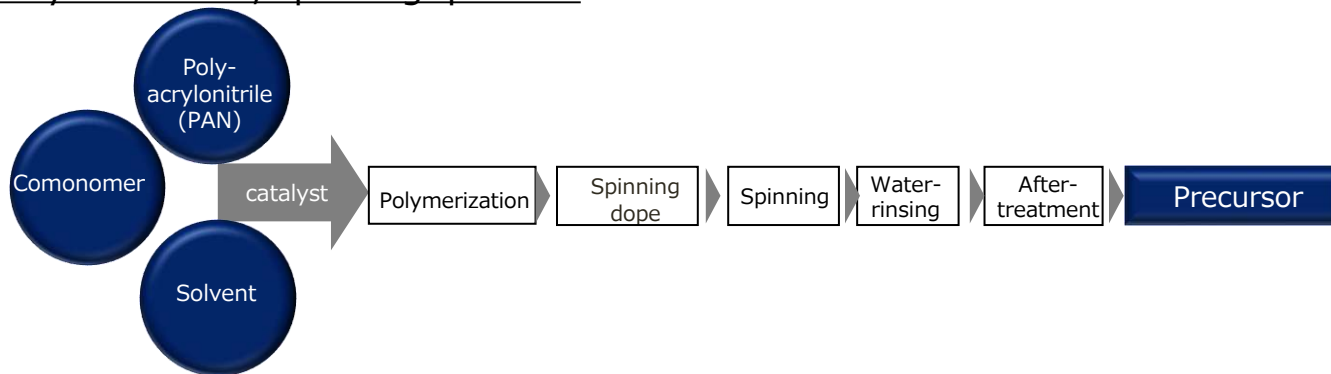 Poly-
acrylonitrile
(PAN)
Comonomer
Solvent
catalyst
Polymerization
Spinning
dope
Spinning
Water-
rinsing
After-
treatment
Precursor